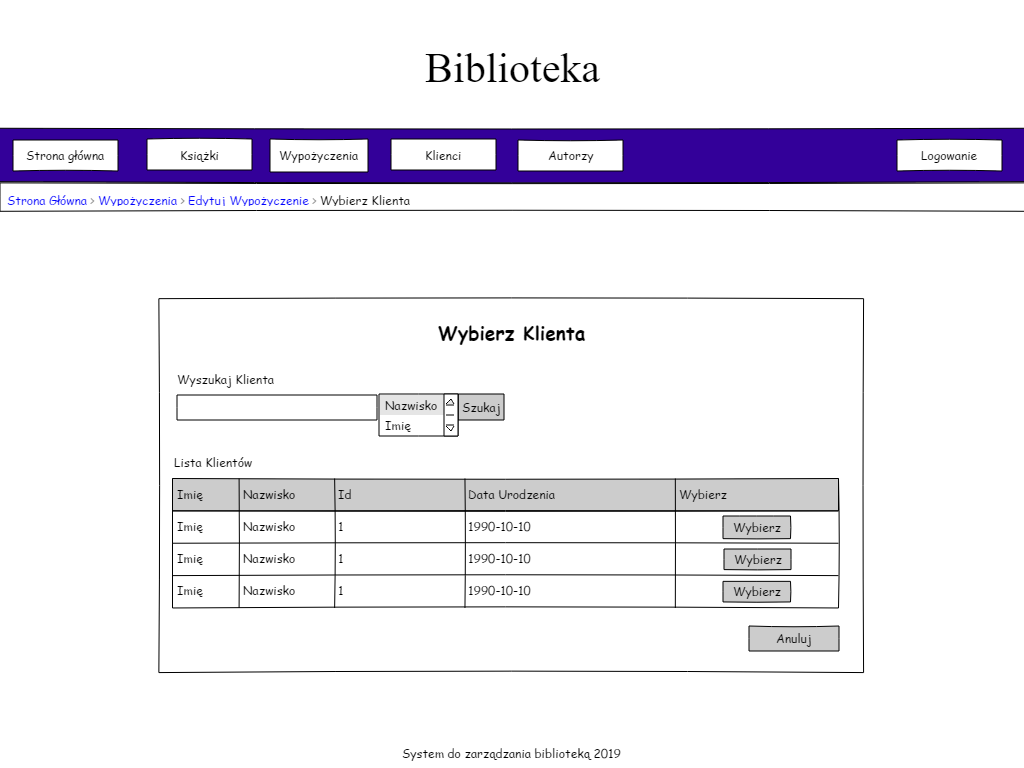 Biblioteka
Strona główna Książki Wypożyczenia Klienci Autorzy Logowanie
Strona Główna > Wypożyczenia > Edytuj Wypożyczenie > Wybierz Klienta
Wybierz Klienta
Wyszukaj Klienta
Nazwisko Szukaj
Imię
Lista Klientów
Imię Nazwisko Id Data Urodzenia Wybierz
Imię Nazwisko 1 1990-10-10 Wybierz
Imię Nazwisko 1 1990-10-10 Wybierz
Imię Nazwisko 1 1990-10-10 Wybierz
Anuluj
System do zarządzania biblioteką 2019